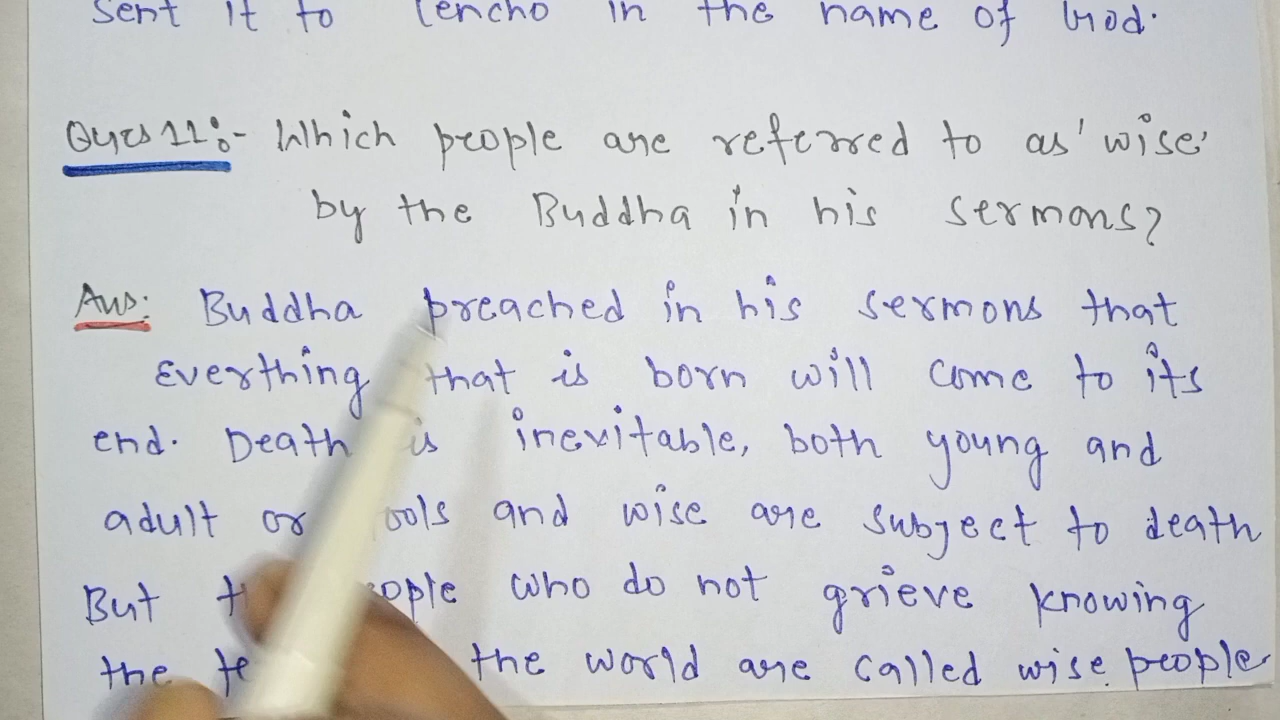 sent it to lencho in the name of God.
Ques 11:- Which people are referred to as 'wise'
by the Buddha in his sermons?
Ans: Buddha preached in his sermons that
Everthing that is born will come to its
end. Death is inevitable, both young and
adult or and wise are subject to death
But who do not grieve knowing
the the world are called wise people